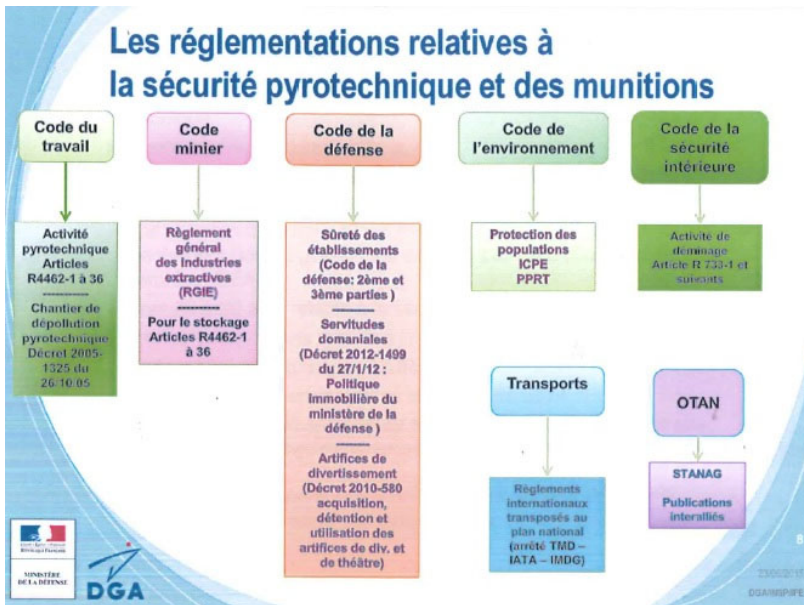 Les réglementations relatives à
la sécurité pyrotechnique et des munitions
Code du
travail
Activité
pyrotechnique
Articles
R4462-1 à 36
----------
Chantier de
dépollution
pyrotechnique
Décret 2005-
1325 du
26/10/05
Code
minier
Règlement
général
des industries
extractives
(RGIE)
----------
Pour le stockage
Articles R4462-1
à 36
Code de la
défense
Sûreté des
établissements
(Code de la
défense: 2ème et
3ème parties )
----------
Servitudes
domaniales
(Décret 2012-1499
du 27/1/12 :
Politique
immobilière du
ministère de la
défense )
----------
Artifices de
divertissement
(Décret 2010-580
acquisition,
détention et
utilisation des
artifices de div. et
de théâtre)
Code de
l'environnement
Protection des
populations
ICPE
PPRT
Code de la
sécurité
intérieure
Activité de
déminage
Article R 733-1 et
suivants
Transports
Règlements
internationaux
transposés au
plan national
(arrêté TMD –
IATA – IMDG)
OTAN
STANAG
Publications
interalliés
RÉPUBLIQUE FRANÇAISE
MINISTÈRE
DE LA DÉFENSE
DGA
8